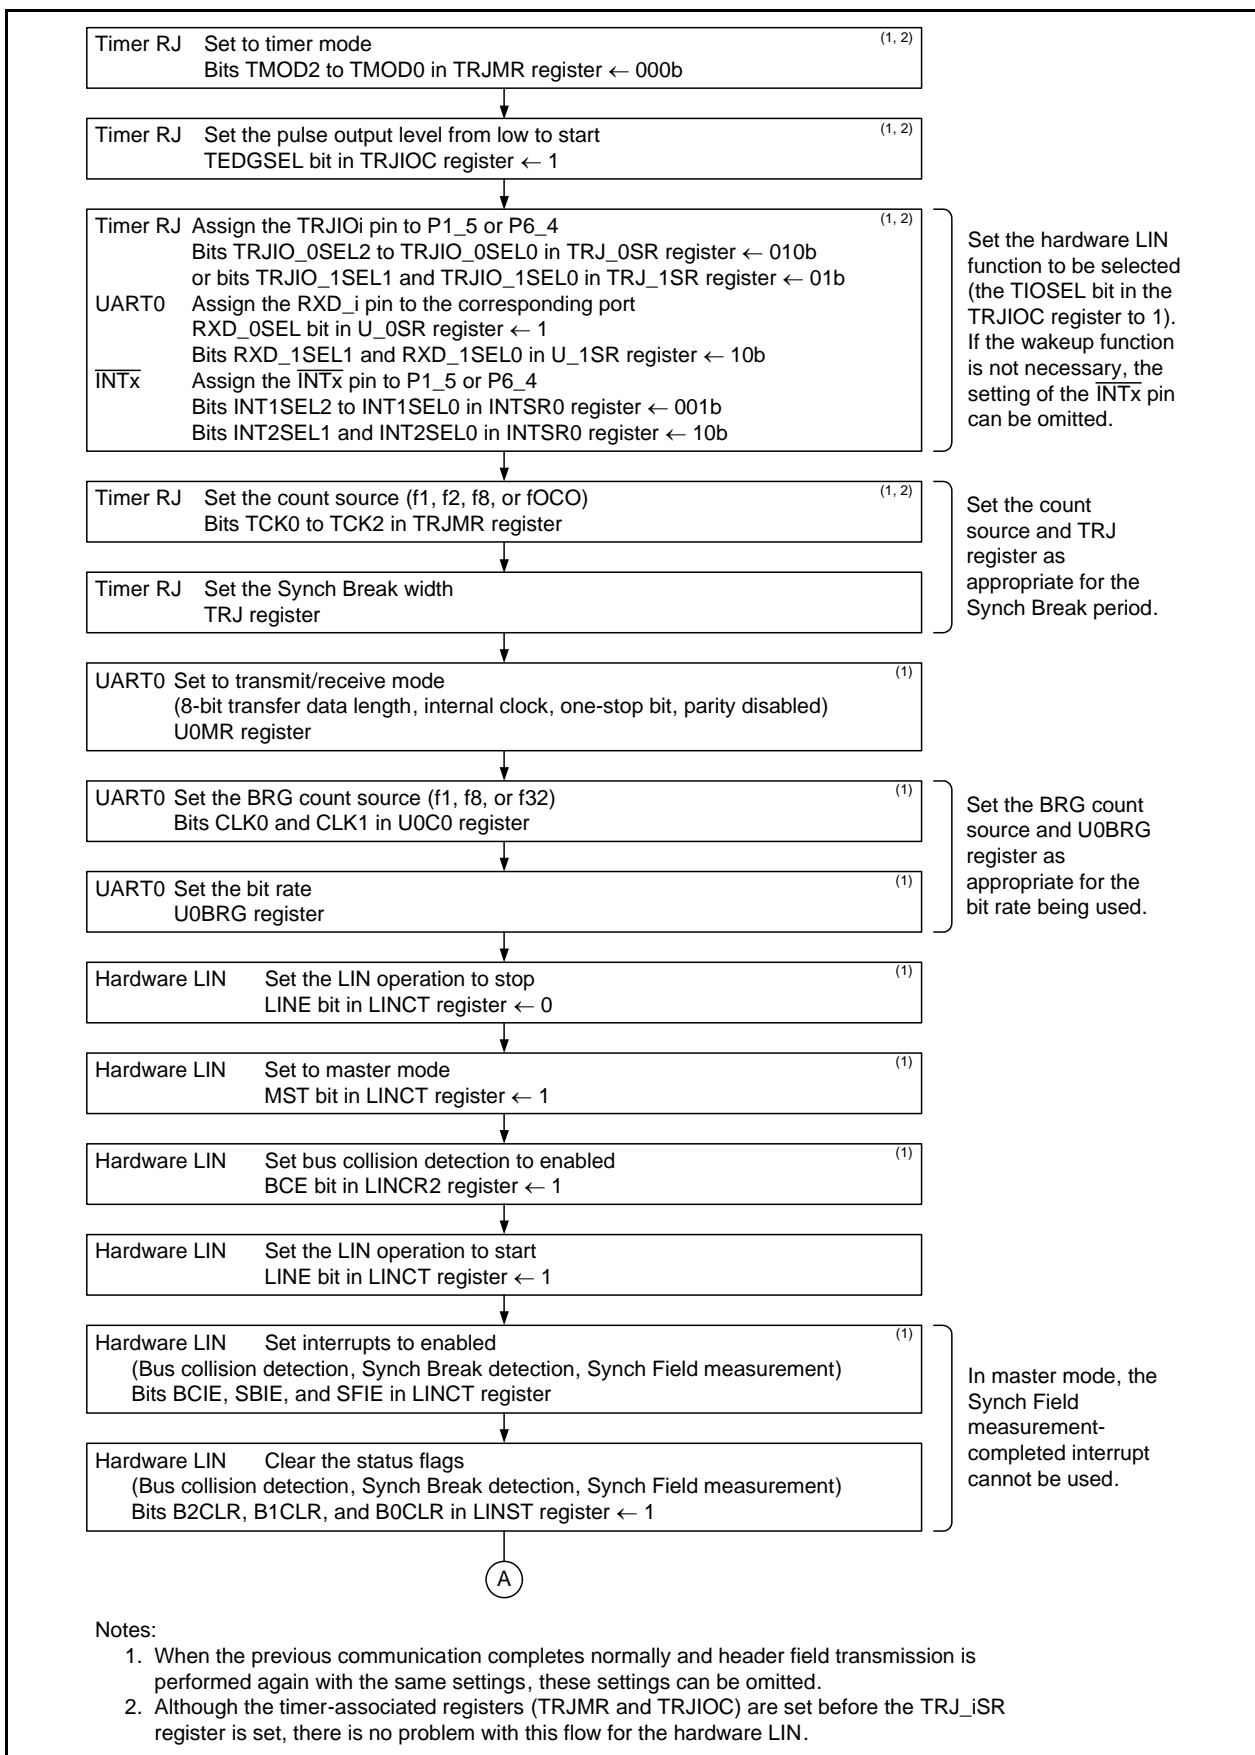 Timer RJ Set to timer mode (1, 2)
Bits TMOD2 to TMOD0 in TRJMR register ← 000b
Timer RJ Set the pulse output level from low to start (1, 2)
TEDGSEL bit in TRJIOC register ← 1
Timer RJ Assign the TRJIOi pin to P1_5 or P6_4 (1, 2)
Bits TRJIO_0SEL2 to TRJIO_0SEL0 in TRJ_0SR register ← 010b
or bits TRJIO_1SEL1 and TRJIO_1SEL0 in TRJ_1SR register ← 01b
UART0 Assign the RXD_i pin to the corresponding port
RXD_0SEL bit in U_0SR register ← 1
Bits RXD_1SEL1 and RXD_1SEL0 in U_1SR register ← 10b
INTx Assign the INTx pin to P1_5 or P6_4
Bits INT1SEL2 to INT1SEL0 in INTSR0 register ← 001b
Bits INT2SEL1 and INT2SEL0 in INTSR0 register ← 10b
Set the hardware LIN
function to be selected
(the TIOSEL bit in the
TRJIOC register to 1).
If the wakeup function
is not necessary, the
setting of the INTx pin
can be omitted.
Timer RJ Set the count source (f1, f2, f8, or fOCO) (1, 2)
Bits TCK0 to TCK2 in TRJMR register
Timer RJ Set the Synch Break width
TRJ register
Set the count
source and TRJ
register as
appropriate for the
Synch Break period.
UART0 Set to transmit/receive mode (1)
(8-bit transfer data length, internal clock, one-stop bit, parity disabled)
U0MR register
UART0 Set the BRG count source (f1, f8, or f32) (1)
Bits CLK0 and CLK1 in U0C0 register
UART0 Set the bit rate (1)
U0BRG register
Set the BRG count
source and U0BRG
register as
appropriate for the
bit rate being used.
Hardware LIN Set the LIN operation to stop (1)
LINE bit in LINCT register ← 0
Hardware LIN Set to master mode (1)
MST bit in LINCT register ← 1
Hardware LIN Set bus collision detection to enabled (1)
BCE bit in LINCR2 register ← 1
Hardware LIN Set the LIN operation to start
LINE bit in LINCT register ← 1
Hardware LIN Set interrupts to enabled (1)
(Bus collision detection, Synch Break detection, Synch Field measurement)
Bits BCIE, SBIE, and SFIE in LINCT register
Hardware LIN Clear the status flags
(Bus collision detection, Synch Break detection, Synch Field measurement)
Bits B2CLR, B1CLR, and B0CLR in LINST register ← 1
In master mode, the
Synch Field
measurement-
completed interrupt
cannot be used.
A
Notes:
1. When the previous communication completes normally and header field transmission is
performed again with the same settings, these settings can be omitted.
2. Although the timer-associated registers (TRJMR and TRJIOC) are set before the TRJ_iSR
register is set, there is no problem with this flow for the hardware LIN.